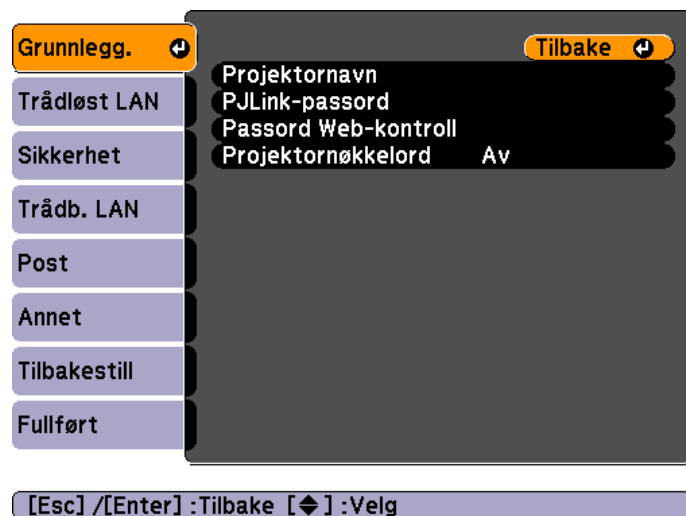 Grunnlegg.
Trådløst LAN
Sikkerhet
Trådb. LAN
Post
Annet
Tilbakestill
Fullført
Tilbake
Projektornavn
PJLink-passord
Passord Web-kontroll
Projektornøkkelord Av
[Esc] /[Enter] :Tilbake [◆] :Velg